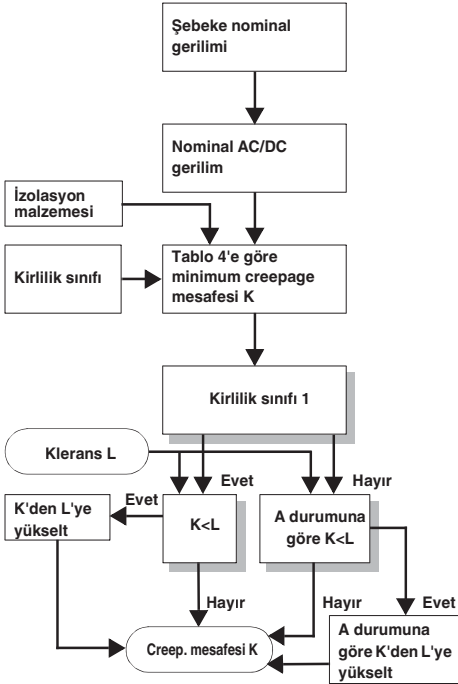 Şebeke nominal
gerilimi
Nominal AC/DC
gerilim
İzolasyon
malzemesi
Kirlilik sınıfı
Tablo 4'e göre
minimum creepage
mesafesi K
Kirlilik sınıfı 1
Klerans L
Evet
Hayır
K'den L'ye
yükselt
Evet
K<L
A durumuna
göre K<L
Hayır
Hayır
Evet
Creep. mesafesi K
A durumuna
göre K'den L'ye
yükselt